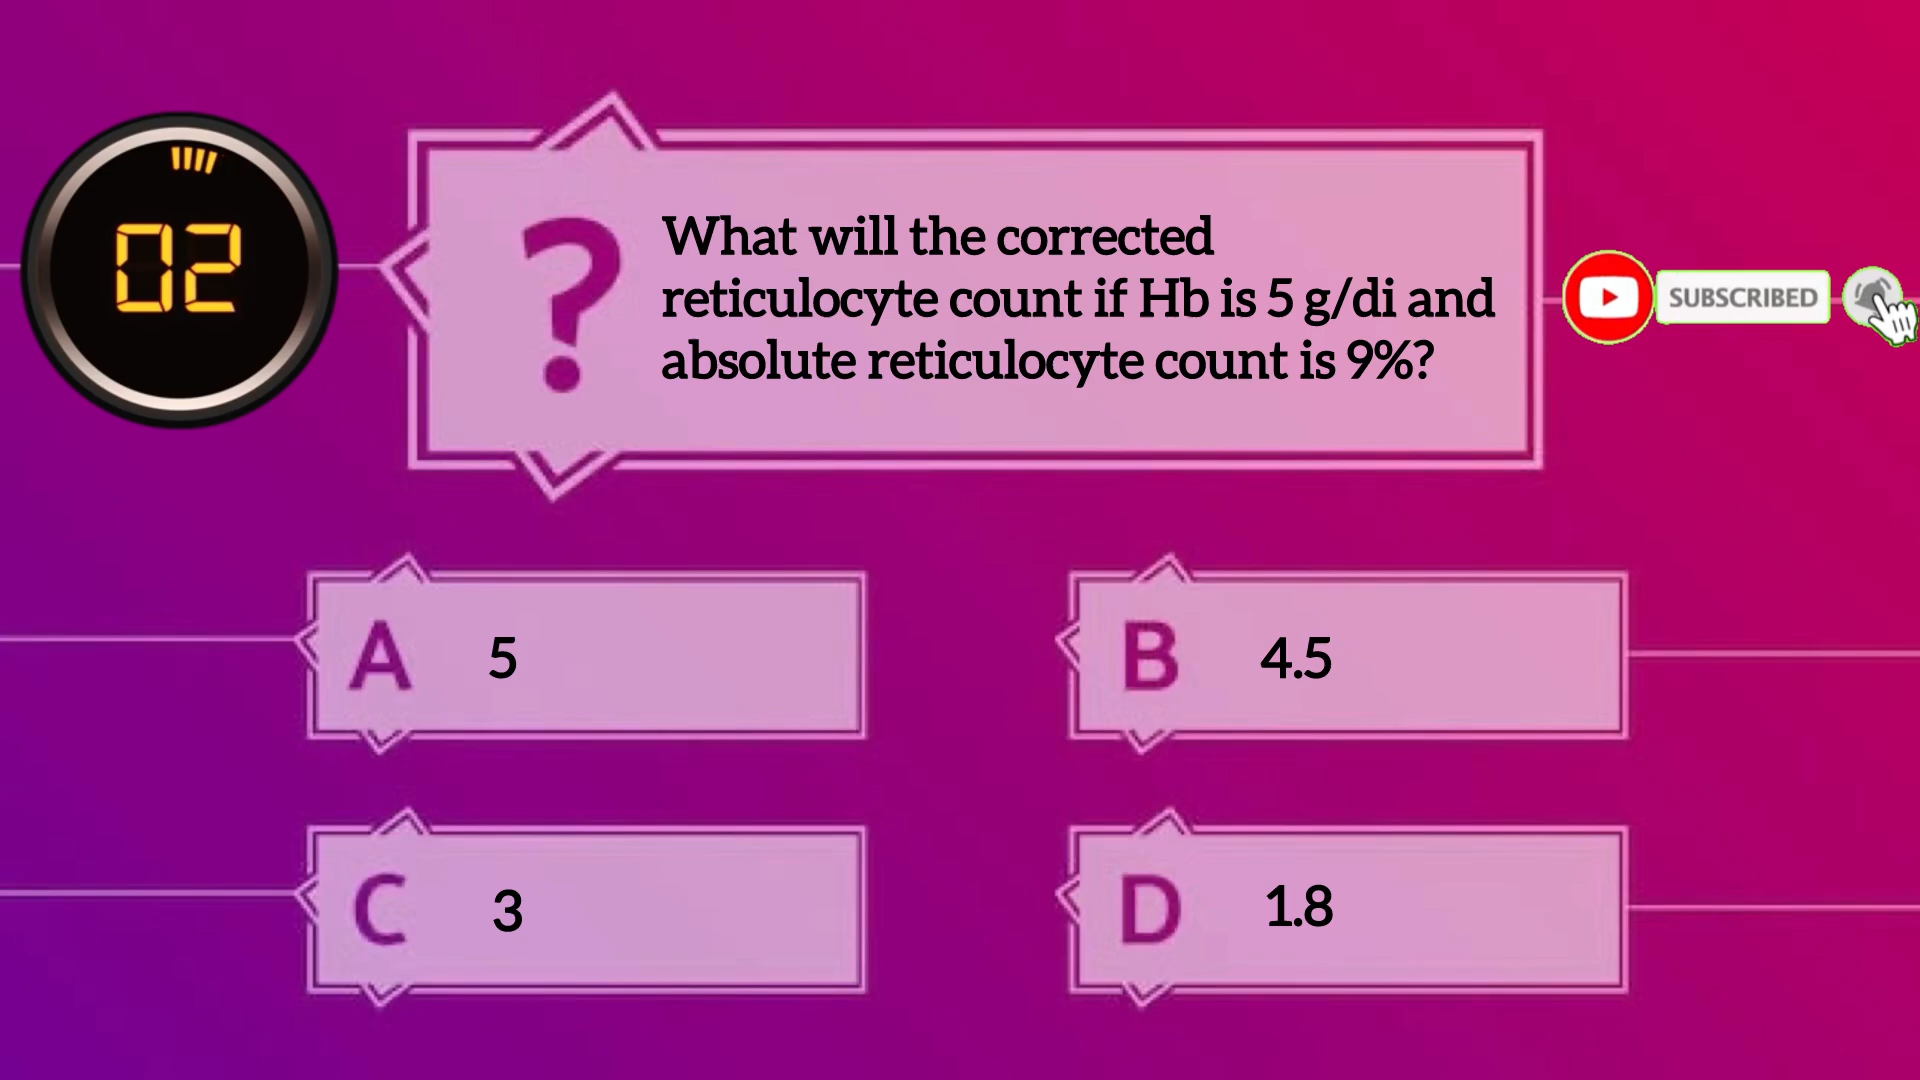 02
?
What will the corrected
reticulocyte count if Hb is 5 g/di and
absolute reticulocyte count is 9%?
SUBSCRIBED
A 5
B 4.5
C 3
D 1.8